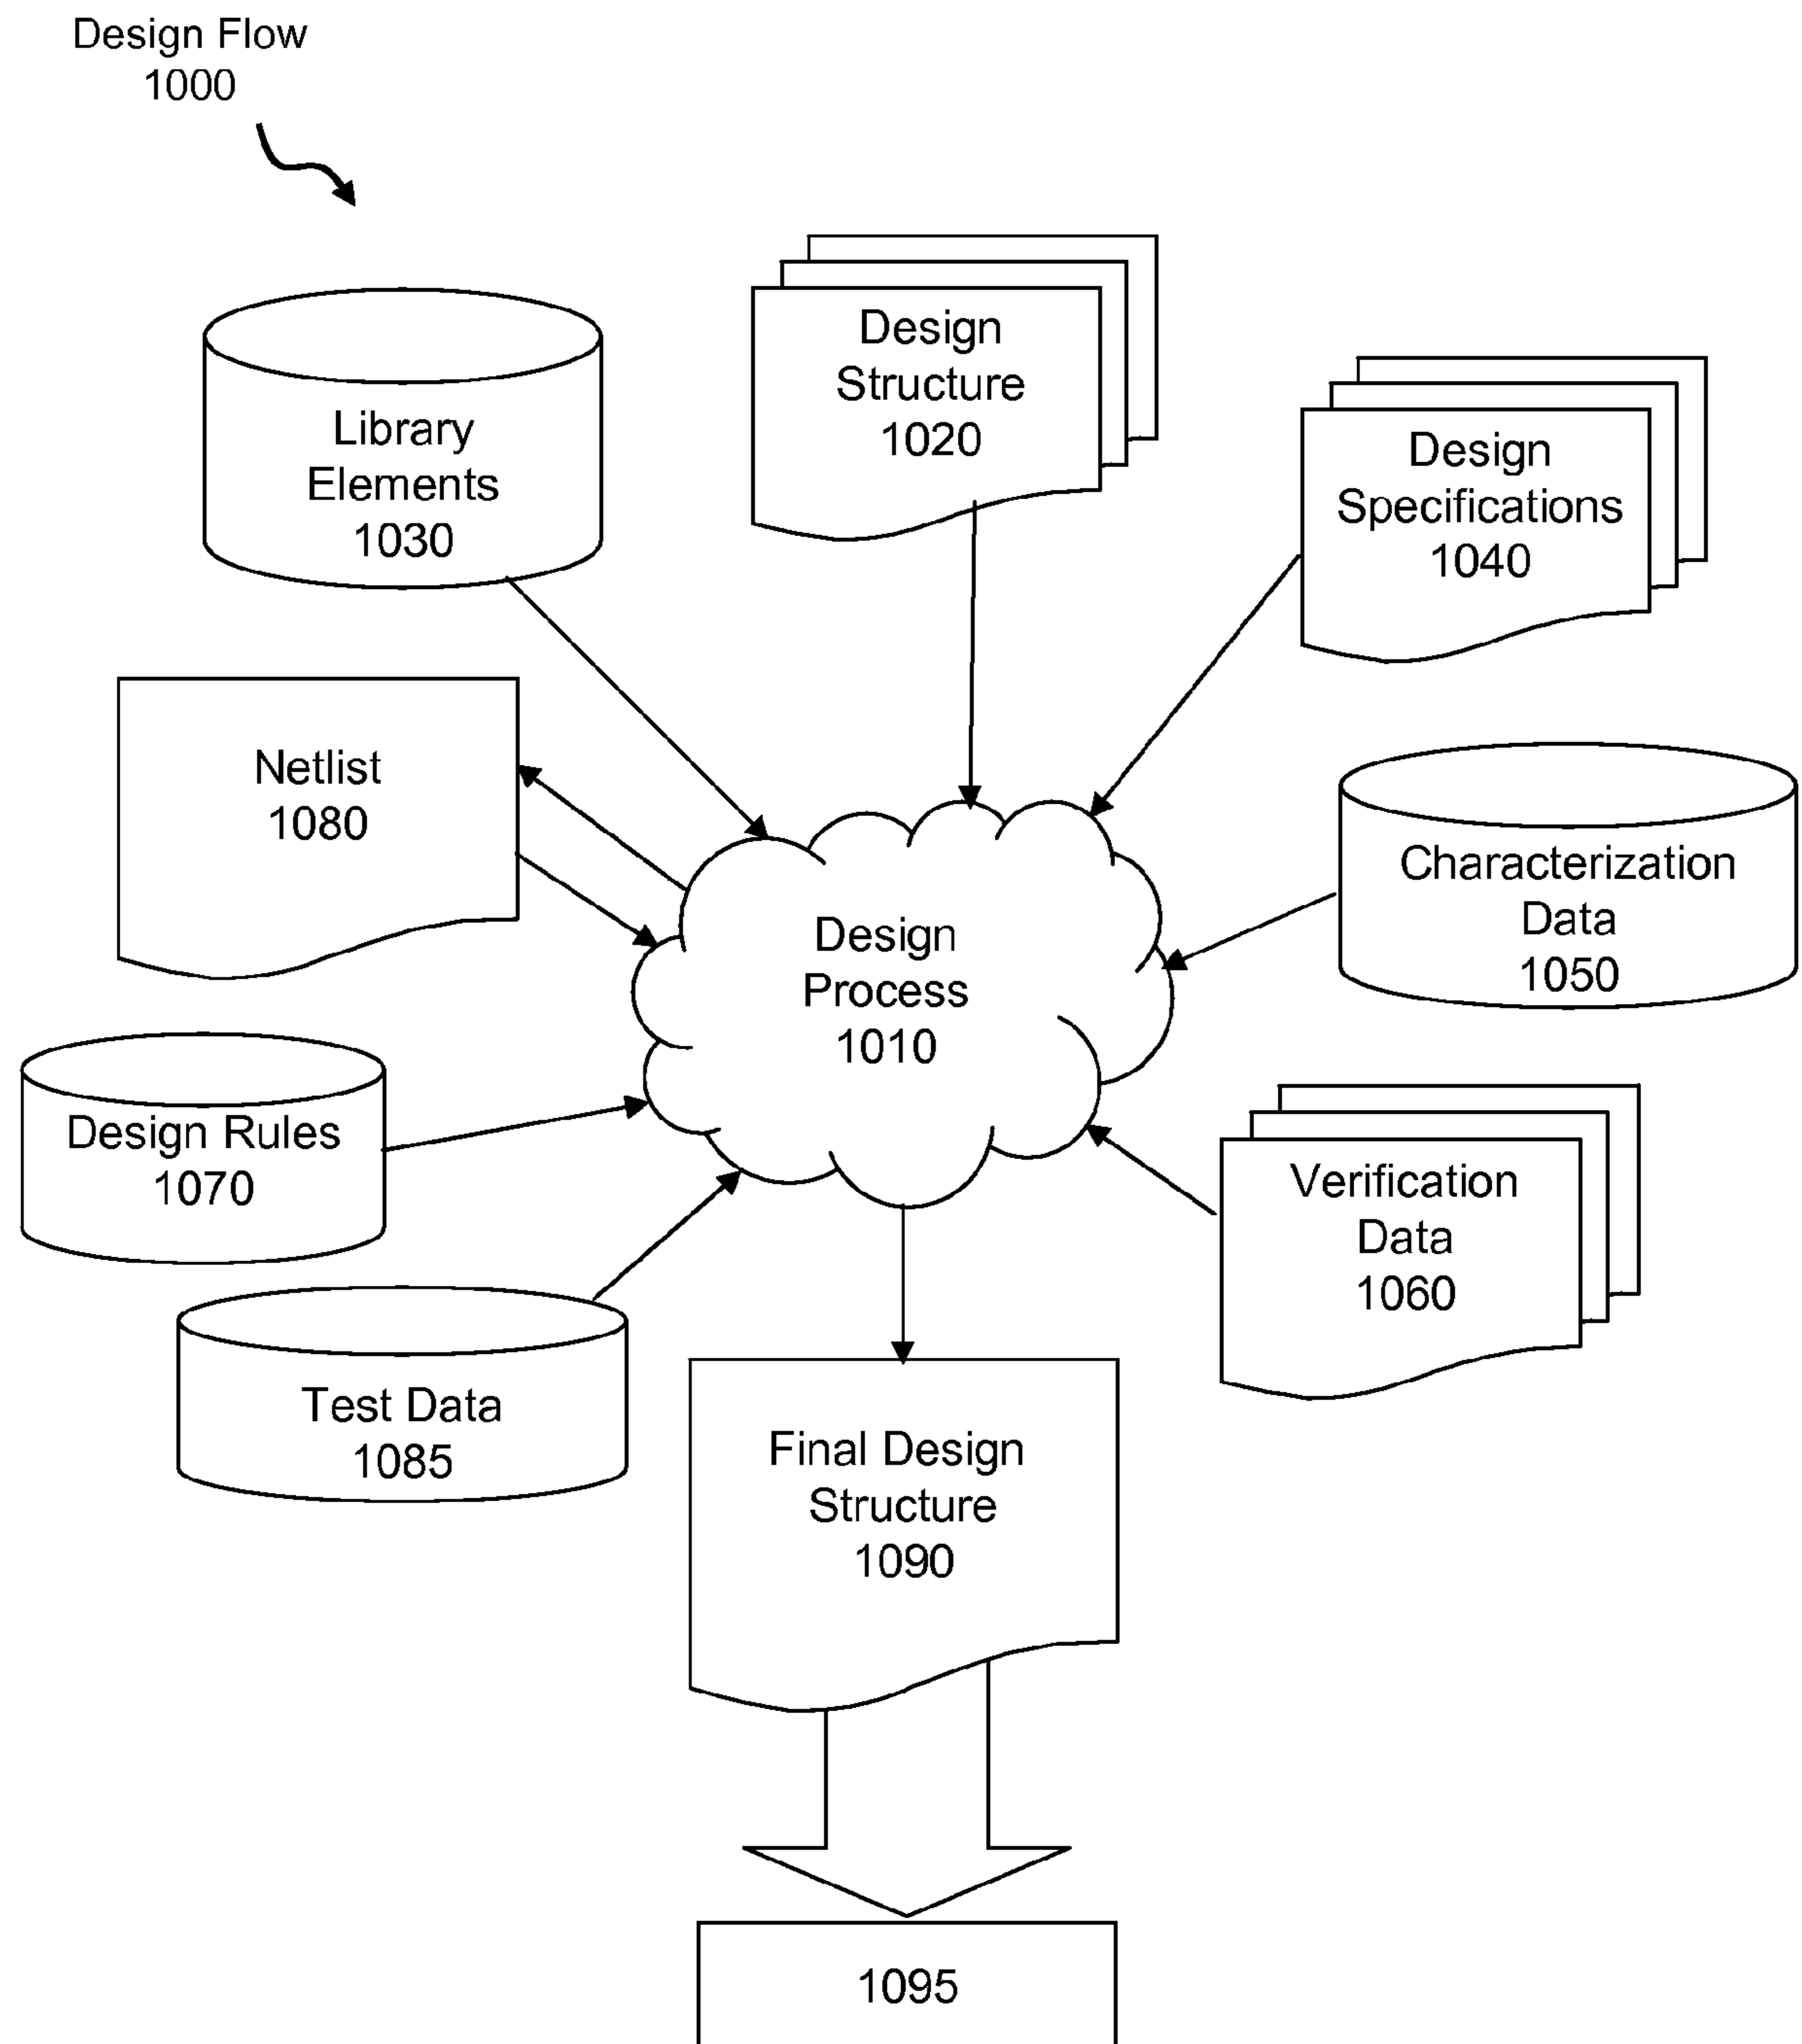 Design Flow
1000
Design
Structure
1020
Library
Elements
1030
Design
Specifications
1040
Netlist
1080
Characterization
Data
1050
Design
Process
1010
Design Rules
1070
Verification
Data
1060
Test Data
1085
Final Design
Structure
1090
1095